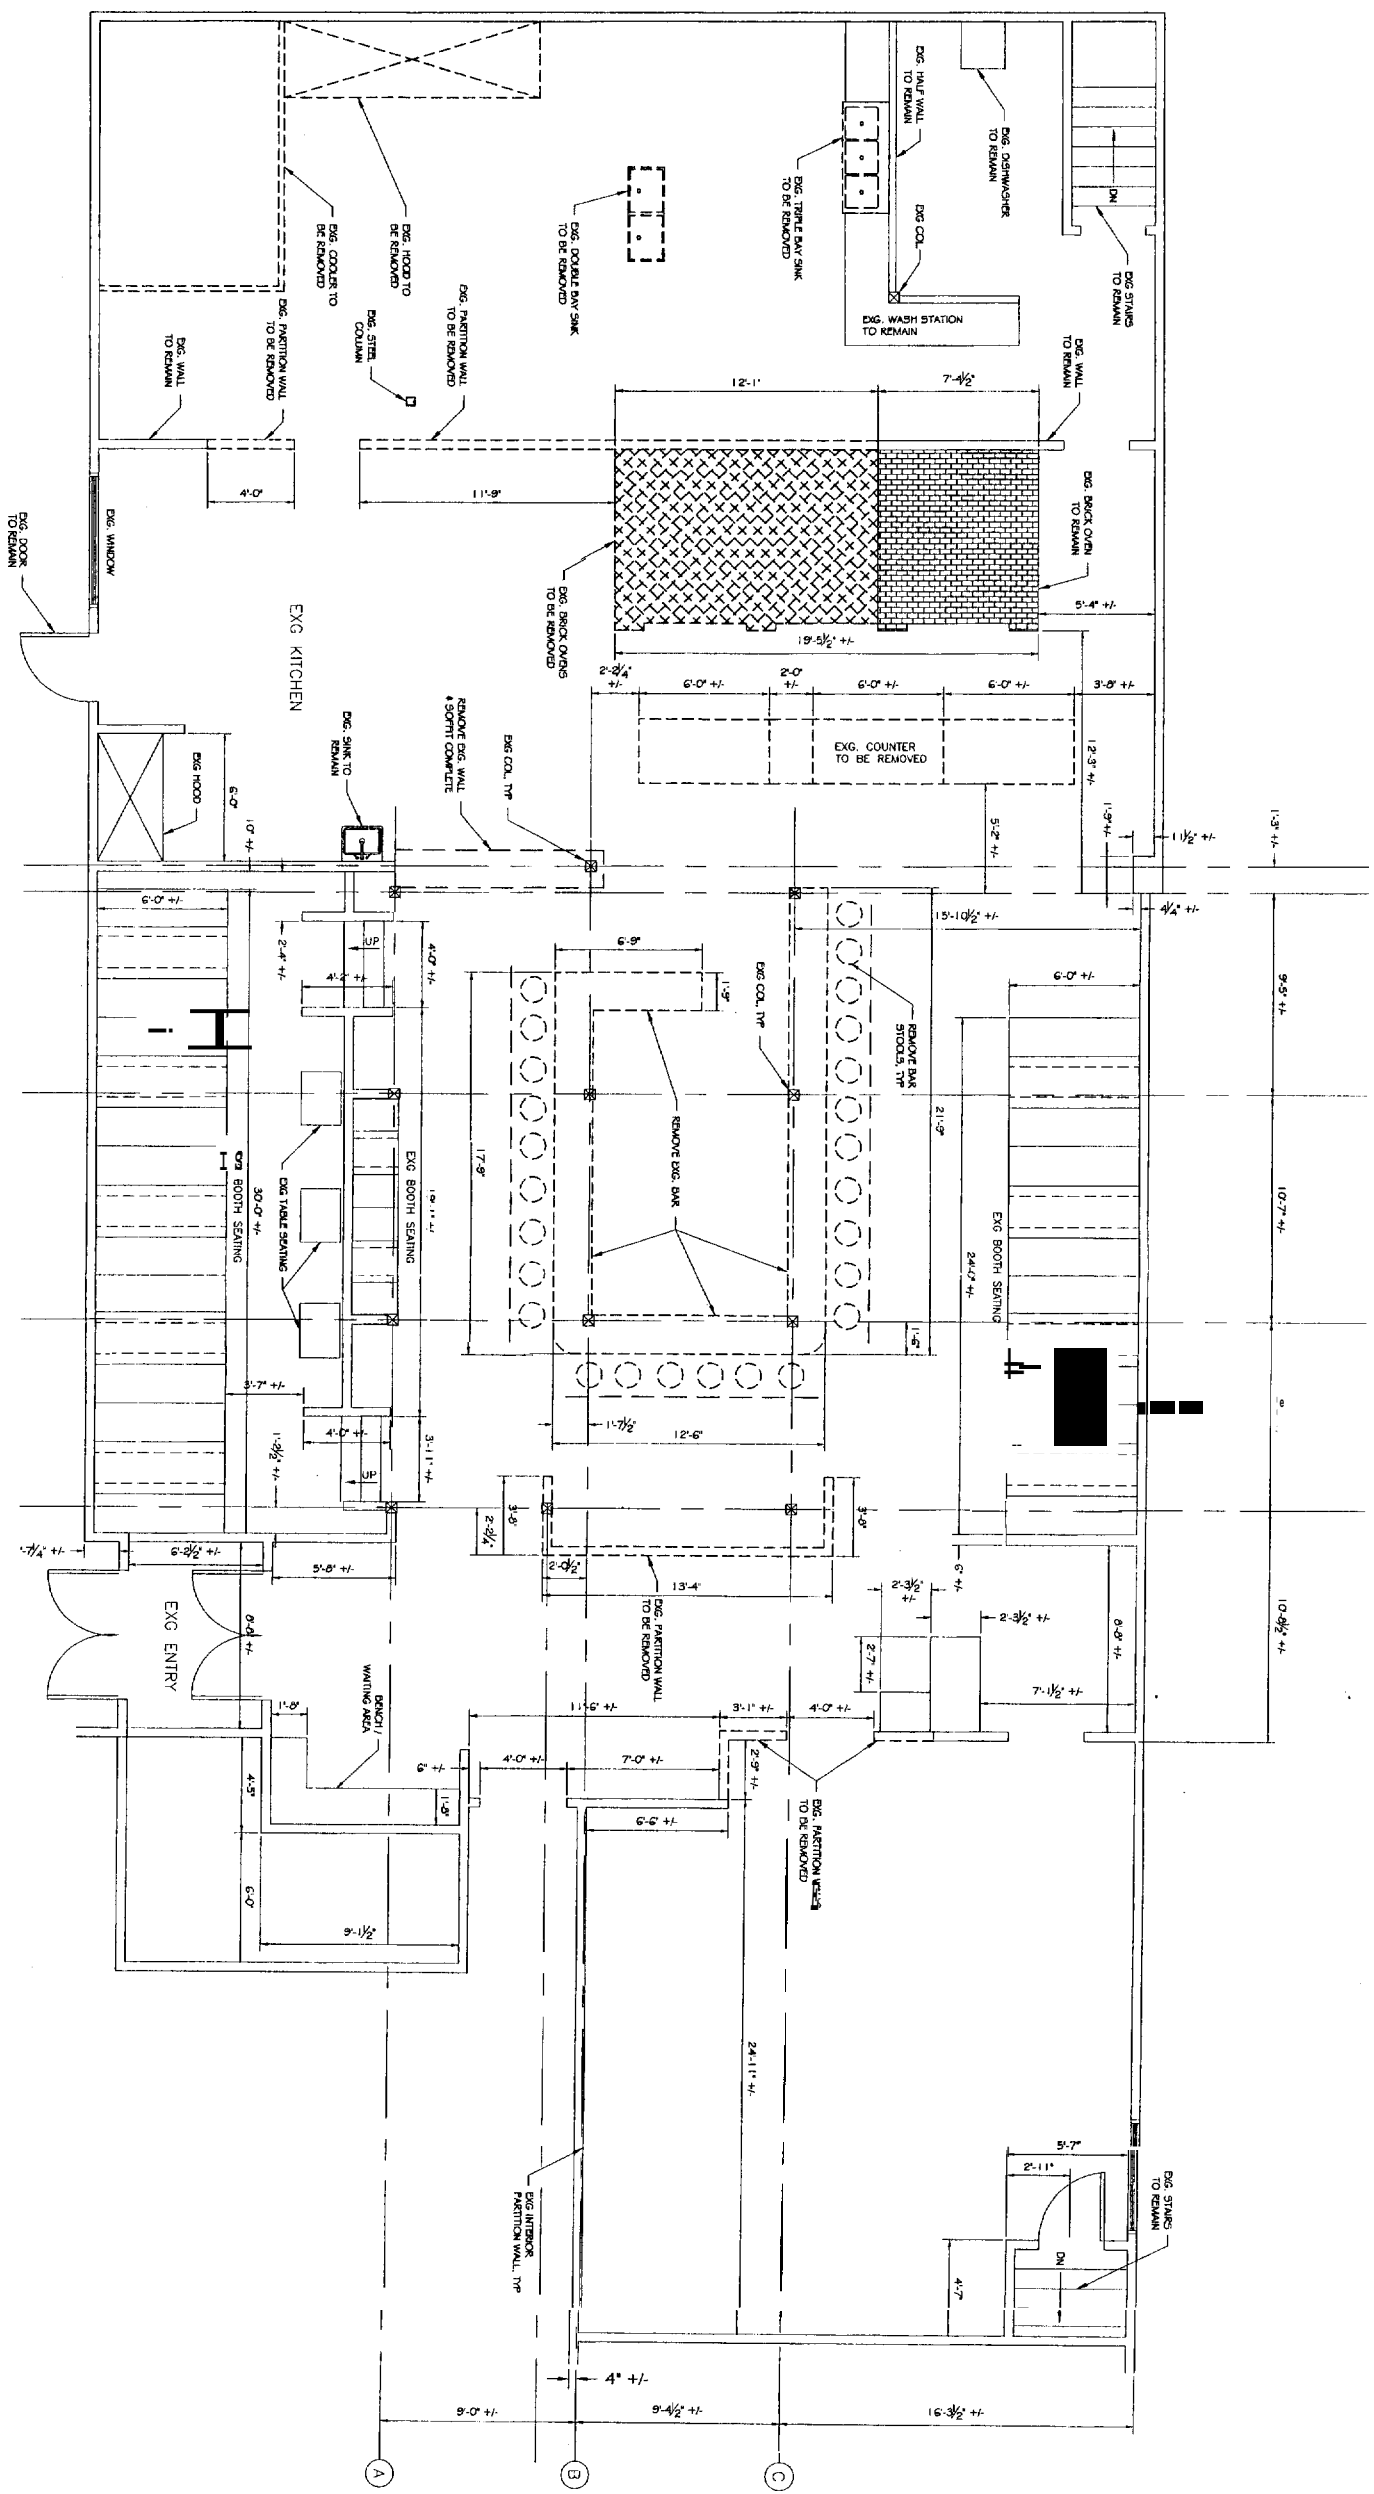 EXG. HALF WALL
TO REMAIN
EXG. DISHWASHER
TO REMAIN
DN
EXG. TRIPLE BAY SINK
TO BE REMOVED
EXG COL
EXG STAIRS
TO REMAIN
EXG. COOLER TO
BE REMOVED
EXG. HOOD TO
BE REMOVED
EXG. DOUBLE BAY SINK
TO BE REMOVED
EXG. WASH STATION
TO REMAIN
EXG. WALL
TO REMAIN
EXG. PARTITION WALL
TO BE REMOVED
EXG. STEEL
COLUMN
EXG. PARTITION WALL
TO BE REMOVED
EXG. WALL
TO REMAIN
12'-1"
7'-4½"
4'-0"
11'-9"
EXG. BRICK OVEN
TO REMAIN
EXG. DOOR
TO REMAIN
EXG. WINDOW
EXG KITCHEN
EXG. BRICK OVENS
TO BE REMOVED
5'-4" +/-
19'-5½" +/-
2'-2¼"
+/-
6'-0" +/-
2'-0"
+/-
6'-0" +/-
6'-0" +/-
3'-8" +/-
EXG. COUNTER
TO BE REMOVED
12'-3" +/-
EXG HOOD
6'-0"
EXG. SINK TO
REMAIN
REMOVE EXG. WALL
& SOFFIT COMPLETE
EXG COL, TYP
5'-2" +/-
1'-9"+/-
11½" +/-
1'-3" +/-
10" +/-
6'-0" +/-
2'-4" +/-
UP
4'-0" +/-
4'-2" +/-
6'-9"
1'-9"
EXG COL, TYP
15'-10½" +/-
REMOVE BAR
STOOLS, TYP
4¼" +/-
6'-0" +/-
9'-5" +/-
17'-9"
REMOVE EXG. BAR
21'-9"
EXG BOOTH SEATING
30'-0" +/-
EXG TABLE SEATING
EXG BOOTH SEATING
EXG BOOTH SEATING
24'-0" +/-
10'-7" +/-
1'-6"
3'-7" +/-
4'-0" +/-
3'-11" +/-
1'-2½" +/-
UP
1'-7½"
12'-6"
3'-8"
2'-2¼"
3'-8"
6'-2½" +/-
5'-8" +/-
2'-0½"
13'-4"
6" +/-
2'-3½"
+/-
2'-3½" +/-
8'-8" +/-
10'-8½" +/-
EXG ENTRY
8'-8" +/-
EXG. PARTITION WALL
TO BE REMOVED
2'-7" +/-
7'-1½" +/-
1'-8"
BENCH /
WAITING AREA
11'-6" +/-
3'-1" +/-
4'-0" +/-
6" +/-
4'-0" +/-
7'-0" +/-
2'-9" +/-
4'-5"
1'-8"
6'-6" +/-
EXG. PARTITION
TO BE REMOVED
6'-0"
9'-1½"
24'-11" +/-
5'-7"
2'-11"
EXG. STAIRS
TO REMAIN
EXG INTERIOR
PARTITION WALL, TYP
DN
4'-7"
4" +/-
9'-0" +/-
9'-4½" +/-
16'-3½" +/-
A
B
C